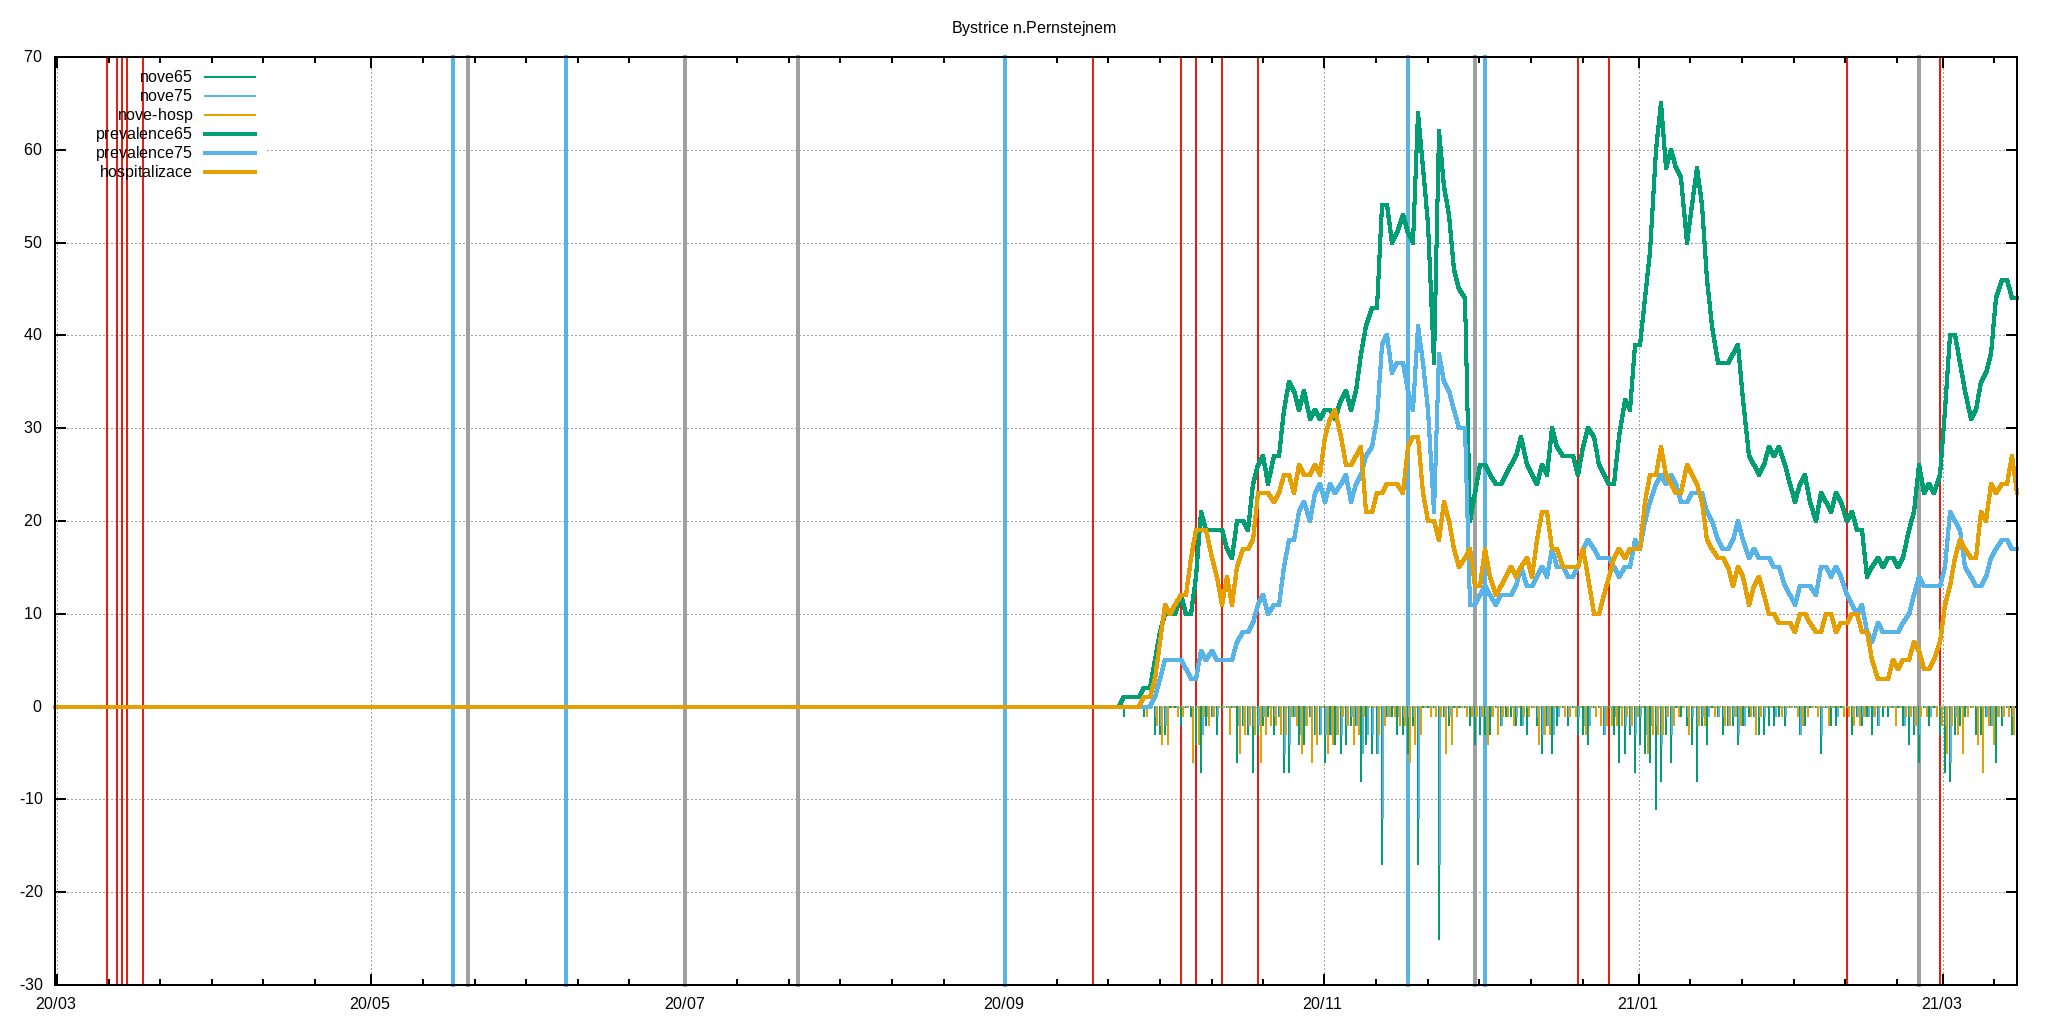 Bystrice n.Pernstejnem
70
60
50
40
30
20
10
0
-10
-20
-30
nove65
nove75
nove-hosp
prevalence65
prevalence75
hospitalizace
20/03 20/05 20/07 20/09 20/11 21/01 21/03